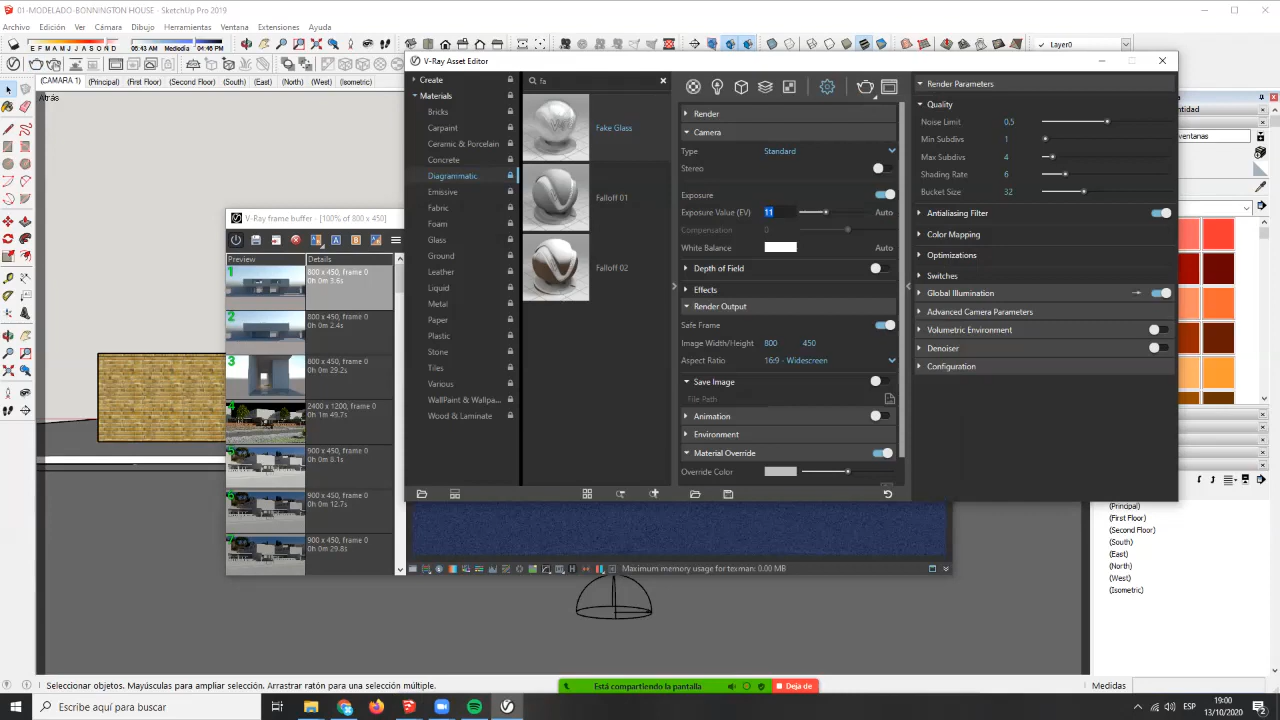 01-MODELADO-BONNINGTON HOUSE - SketchUp Pro 2019
Archivo Edición Ver Cámara Dibujo Herramientas Ventana Extensiones Ayuda
E F M A M J J A S O N D 06:43 AM Mediodía 04:46 PM
Layer0
(CAMARA 1) (Principal) (First Floor) (Second Floor) (South) (East) (North) (West) (Isometric)
Atrás
V-Ray Asset Editor
Create
Materials
Bricks
Carpaint
Ceramic & Porcelain
Concrete
Diagrammatic
Emissive
Fabric
Foam
Glass
Ground
Leather
Liquid
Metal
Paper
Plastic
Stone
Tiles
Various
WallPaint & Wallpa...
Wood & Laminate
fa
Fake Glass
Falloff 01
Falloff 02
Render
Camera
Type Standard
Stereo
Exposure
Exposure Value (EV) 11 Auto
Compensation 0
White Balance Auto
Depth of Field
Effects
Render Output
Safe Frame
Image Width/Height 800 450
Aspect Ratio 16:9 - Widescreen
Save Image
File Path
Animation
Environment
Material Override
Override Color
Render Parameters
Quality
Noise Limit 0.5
Min Subdivs 1
Max Subdivs 4
Shading Rate 6
Bucket Size 32
Antialiasing Filter
Color Mapping
Optimizations
Switches
Global Illumination
Advanced Camera Parameters
Volumetric Environment
Denoiser
Configuration
entidad
ventanas
V-Ray frame buffer - [100% of 800 x 450]
Preview Details
1
800 x 450, frame 0
0h 0m 3.6s
2
800 x 450, frame 0
0h 0m 2.4s
3
800 x 450, frame 0
0h 0m 29.2s
4
2400 x 1200, frame 0
0h 1m 49.7s
5
900 x 450, frame 0
0h 0m 8.1s
6
900 x 450, frame 0
0h 0m 12.7s
7
900 x 450, frame 0
0h 0m 29.8s
Maximum memory usage for texman: 0.00 MB
(Principal)
(First Floor)
(Second Floor)
(South)
(East)
(North)
(West)
(Isometric)
Seleccionar objetos. Mayúsculas para ampliar selección. Arrastrar ratón para una selección múltiple.
Está compartiendo la pantalla
Deja de
Medidas
Escribe aquí para buscar
ESP
19:00
13/10/2020
2